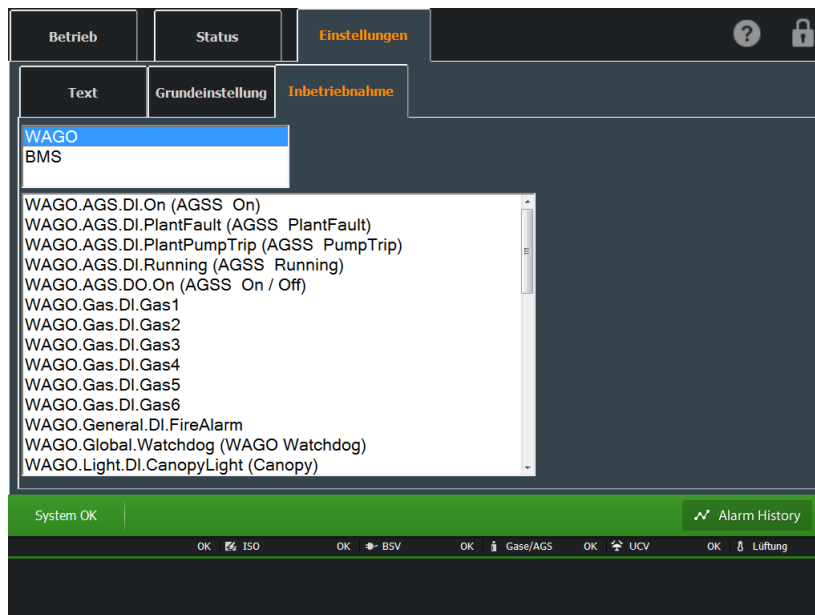 Betrieb Status Einstellungen ?
Text Grundeinstellung Inbetriebnahme
WAGO
BMS
WAGO.AGS.DI.On (AGSS On)
WAGO.AGS.DI.PlantFault (AGSS PlantFault)
WAGO.AGS.DI.PlantPumpTrip (AGSS PumpTrip)
WAGO.AGS.DI.Running (AGSS Running)
WAGO.AGS.DO.On (AGSS On / Off)
WAGO.Gas.DI.Gas1
WAGO.Gas.DI.Gas2
WAGO.Gas.DI.Gas3
WAGO.Gas.DI.Gas4
WAGO.Gas.DI.Gas5
WAGO.Gas.DI.Gas6
WAGO.General.DI.FireAlarm
WAGO.Global.Watchdog (WAGO Watchdog)
WAGO.Light.DI.CanopyLight (Canopy)
System OK Alarm History
OK ISO OK BSV OK Gase/AGS OK UCV OK Lüftung